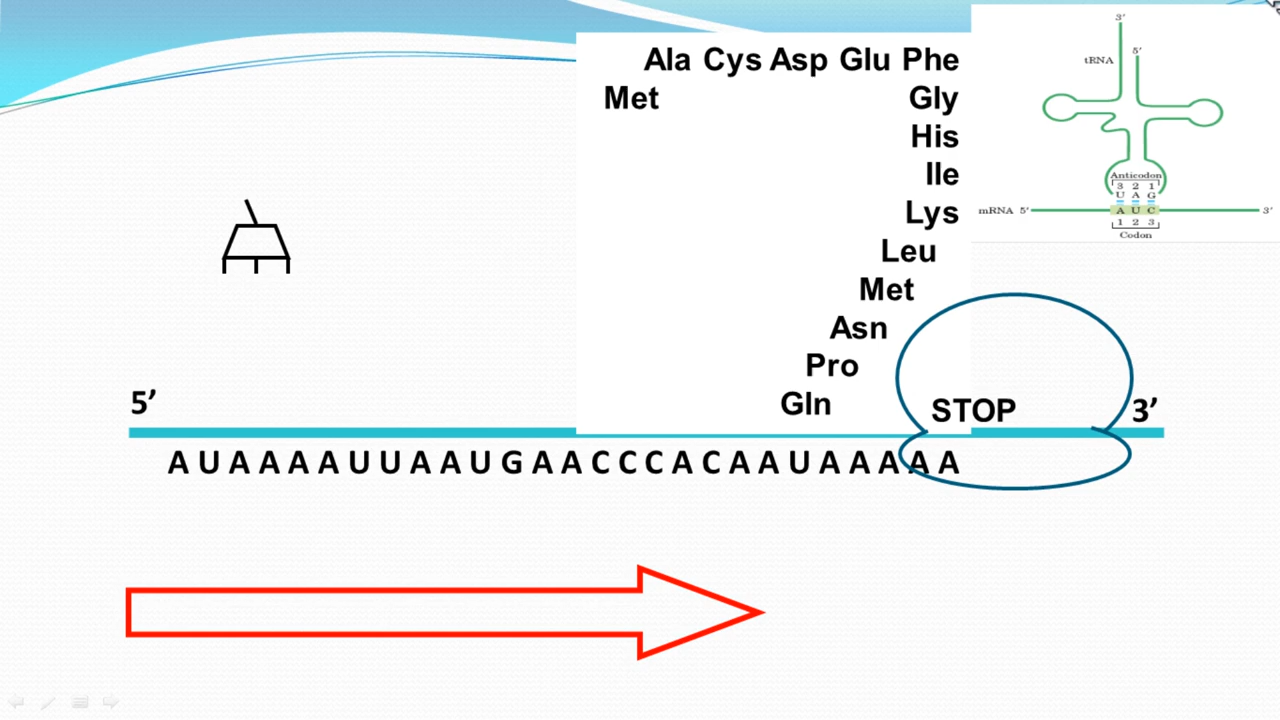 Ala Cys Asp Glu Phe
Met Gly
His
Ile
Lys
Leu
Met
Asn
Pro
Gln
STOP
5’ 3’
A U A A A A U U A A U G A A C C C A C A A U A A A A A
3′
5′
tRNA
Anticodon
3 2 1
U A G
mRNA 5′ 3′
A U C
1 2 3
Codon